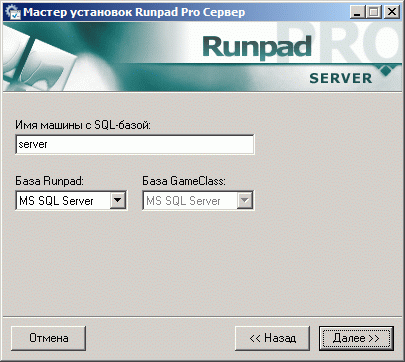 Мастер установок Runpad Pro Сервер
PRO
Runpad
SERVER
Имя машины с SQL-базой:
server
База Runpad: База GameClass:
MS SQL Server MS SQL Server
Отмена << Назад Далее >>